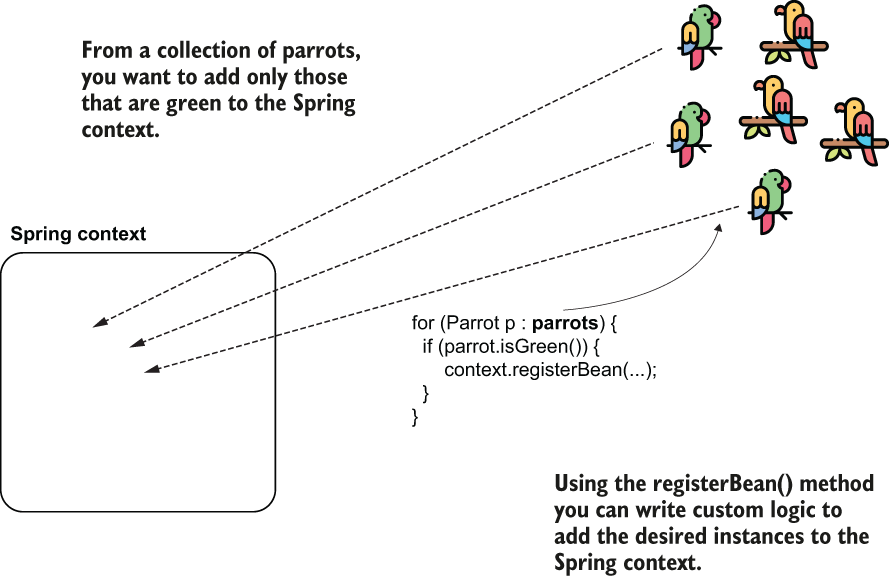 From a collection of parrots,
you want to add only those
that are green to the Spring
context.
Spring context
for (Parrot p : parrots) {
if (parrot.isGreen()) {
context.registerBean(...);
}
}
Using the registerBean() method
you can write custom logic to
add the desired instances to the
Spring context.